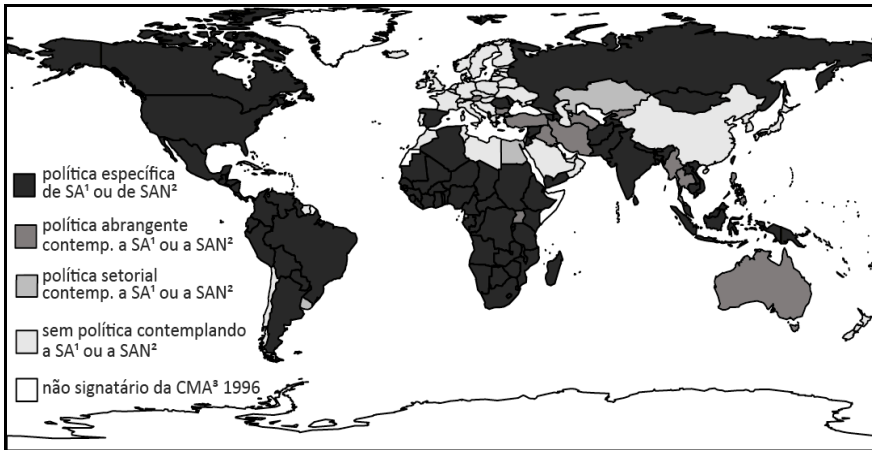 política específica
de SA¹ ou de SAN²
política abrangente
contemp. a SA¹ ou a SAN²
política setorial
contemp. a SA¹ ou a SAN²
sem política contemplando
a SA¹ ou a SAN²
não signatário da CMA³ 1996